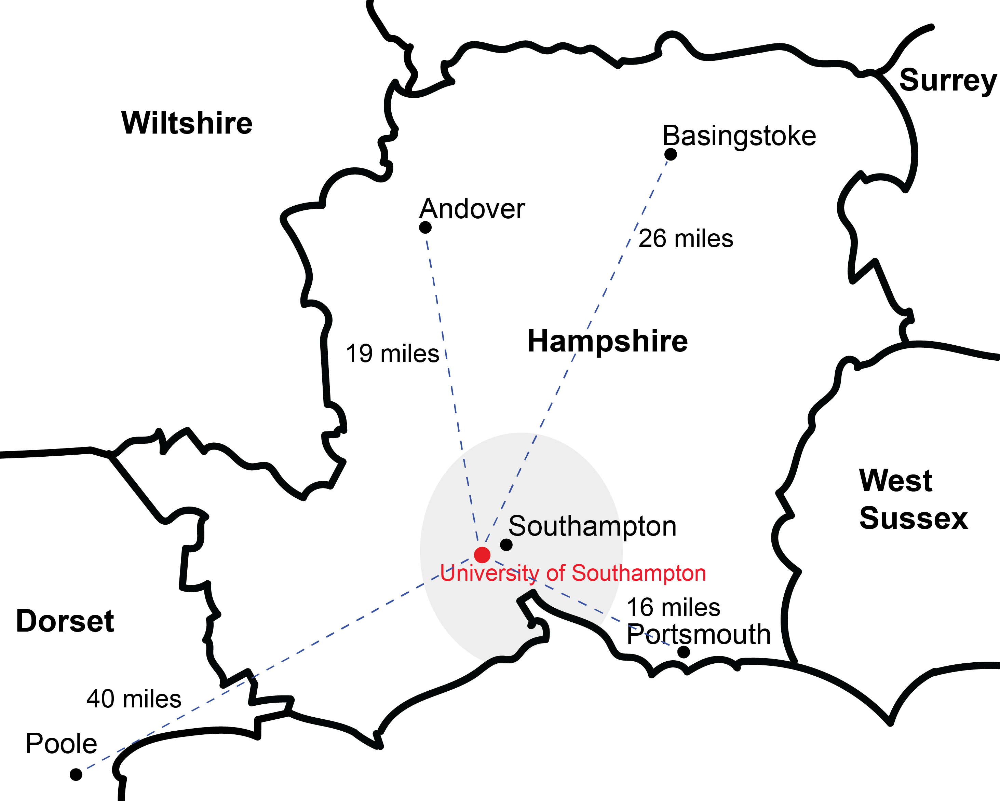 Surrey
Wiltshire
Basingstoke
Andover
26 miles
Hampshire
19 miles
West
Sussex
Southampton
University of Southampton
16 miles
Dorset
Portsmouth
40 miles
Poole